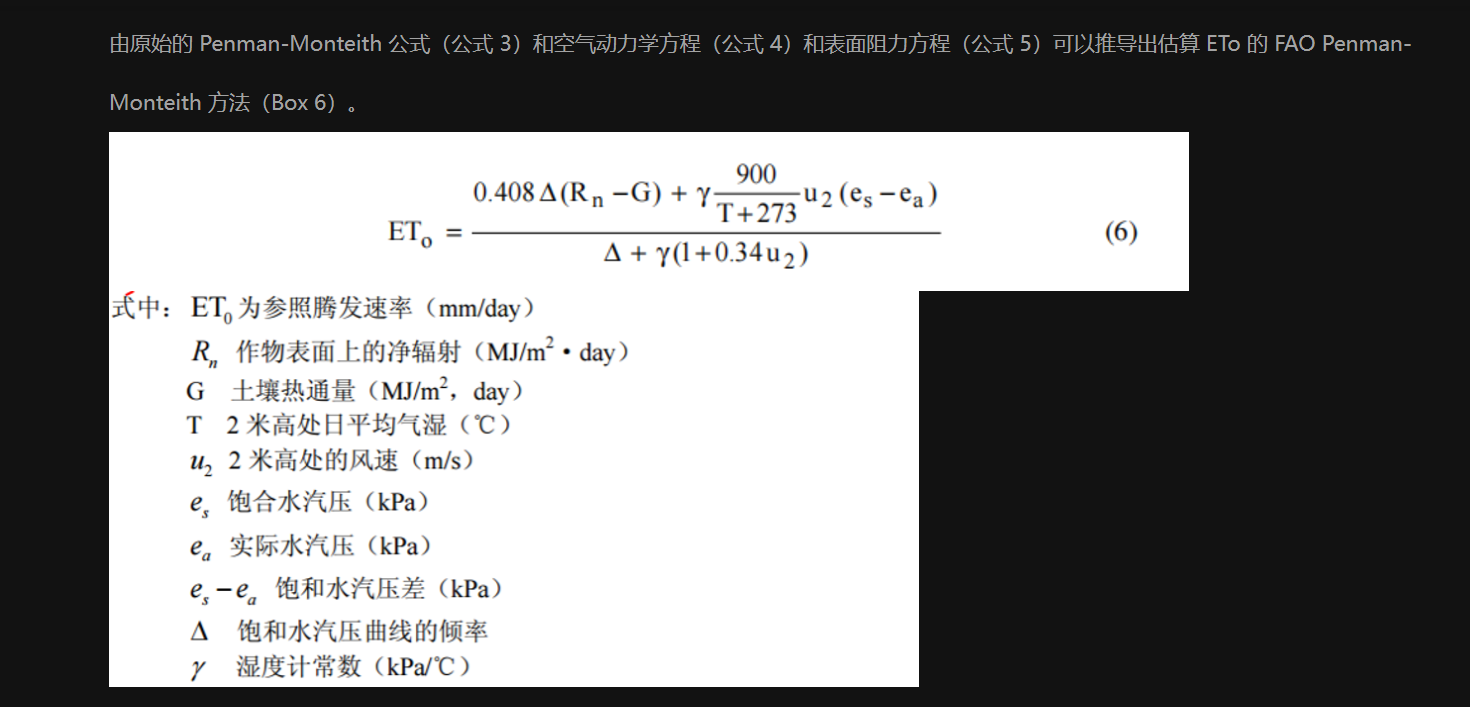 由原始的 Penman-Monteith 公式（公式 3）和空气动力学方程（公式 4）和表面阻力方程（公式 5）可以推导出估算 ETo 的 FAO Penman-
Monteith 方法（Box 6）。
ET_o = \frac{0.408 Δ(R_n − G) + γ \frac{900}{T+273} u_2 (e_s − e_a)}{Δ + γ(1+0.34 u_2)} (6)
式中： ET_0 为参照腾发速率（mm/day）
R_n 作物表面上的净辐射（MJ/m^2 • day）
G 土壤热通量（MJ/m^2，day）
T 2 米高处日平均气湿（℃）
u_2 2 米高处的风速（m/s）
e_s 饱合水汽压（kPa）
e_a 实际水汽压（kPa）
e_s − e_a 饱和水汽压差（kPa）
Δ 饱和水汽压曲线的倾率
γ 湿度计常数（kPa/℃）